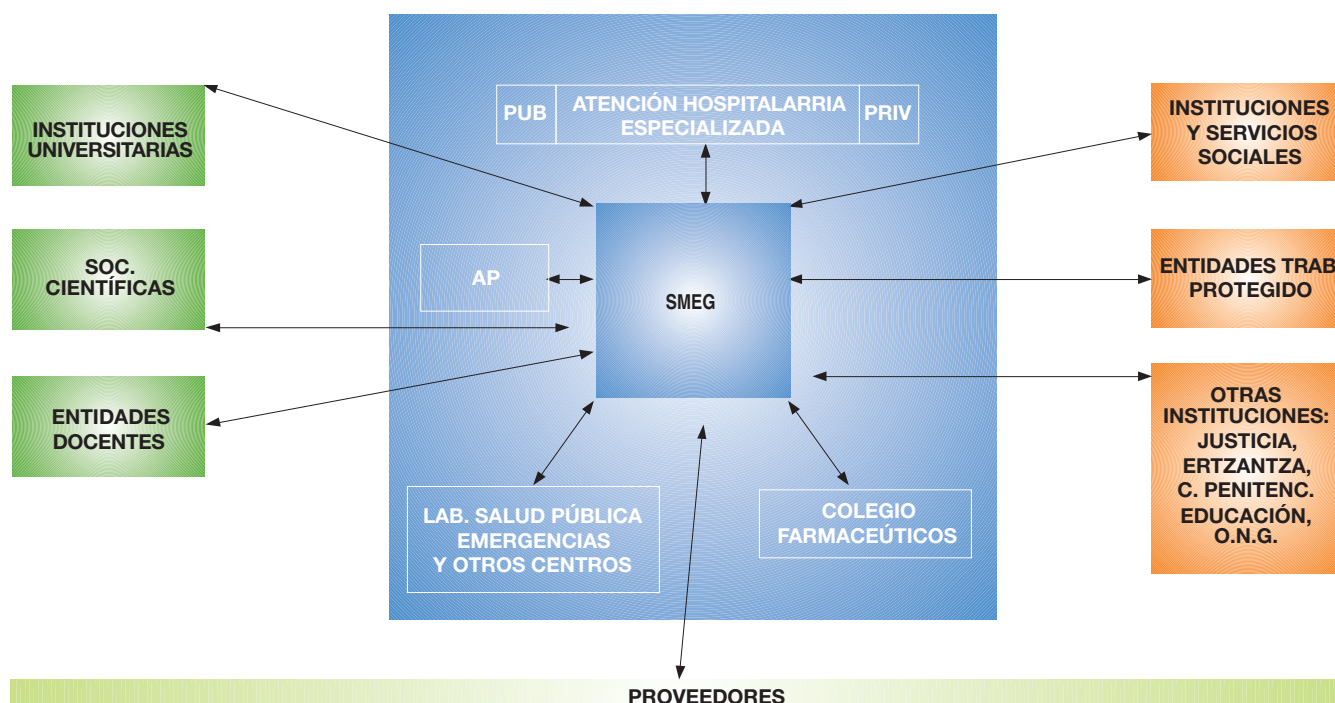 INSTITUCIONES
UNIVERSITARIAS
SOC.
CIENTÍFICAS
ENTIDADES
DOCENTES
PUB
ATENCIÓN HOSPITALARRIA
ESPECIALIZADA
PRIV
AP
SMEG
LAB. SALUD PÚBLICA
EMERGENCIAS
Y OTROS CENTROS
COLEGIO
FARMACEÚTICOS
INSTITUCIONES
Y SERVICIOS
SOCIALES
ENTIDADES TRAB
PROTEGIDO
OTRAS
INSTITUCIONES:
JUSTICIA,
ERTZANTZA,
C. PENITENC.
EDUCACIÓN,
O.N.G.
PROVEEDORES